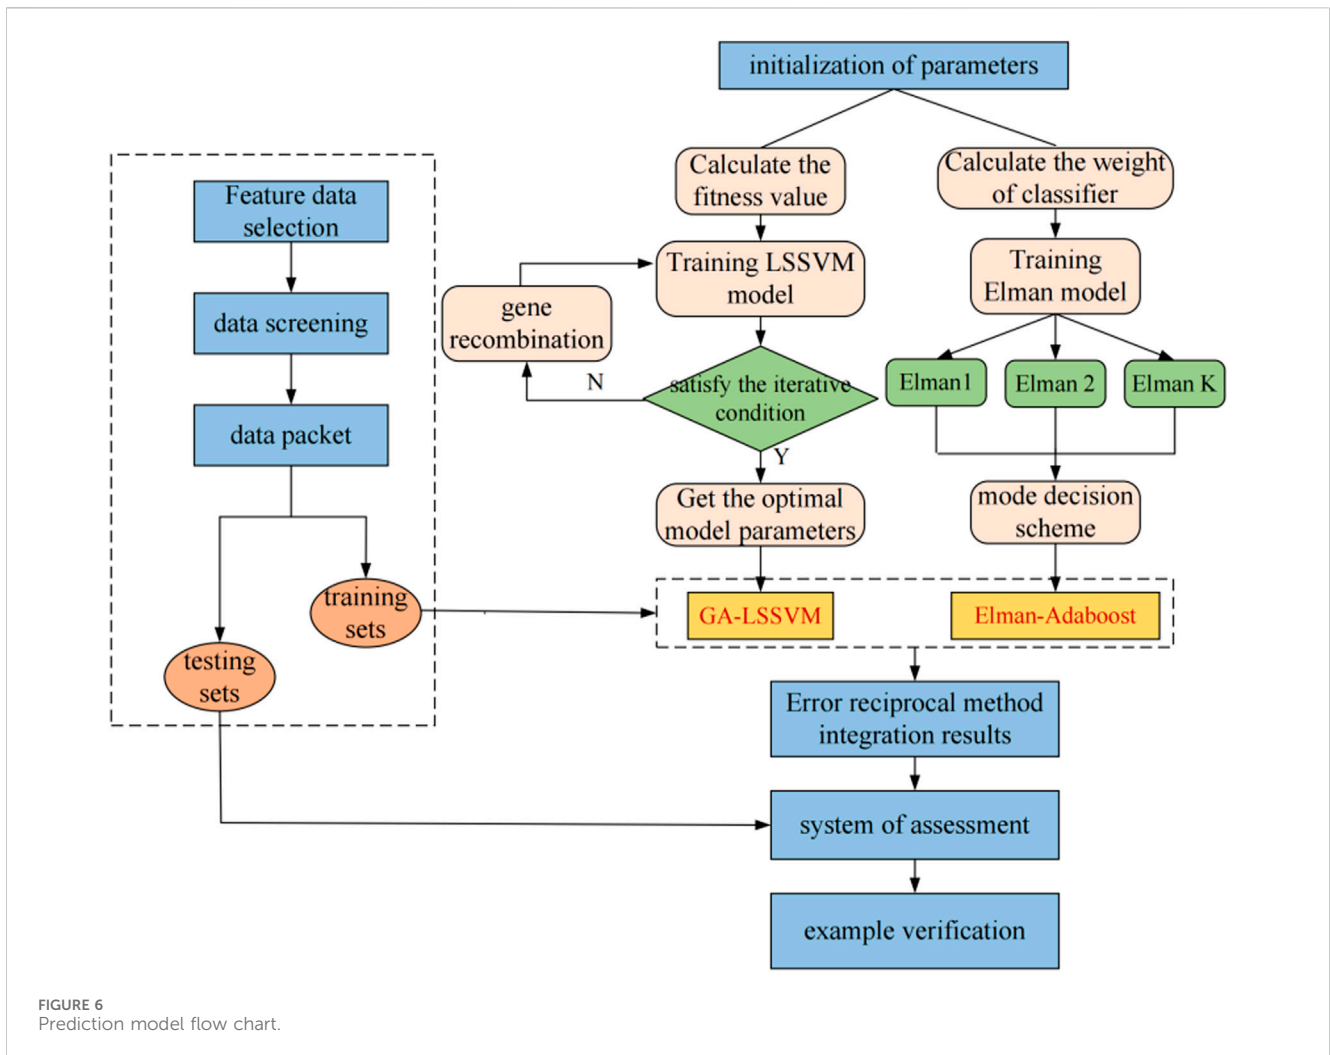 initialization of parameters
Calculate the
fitness value
Calculate the weight
of classifier
Feature data
selection
Training LSSVM
model
Training
Elman model
gene
recombination
data screening
satisfy the iterative
condition
N
Y
Elman1
Elman 2
Elman K
data packet
Get the optimal
model parameters
mode decision
scheme
training
sets
GA-LSSVM
Elman-Adaboost
testing
sets
Error reciprocal method
integration results
system of assessment
example verification
FIGURE 6
Prediction model flow chart.